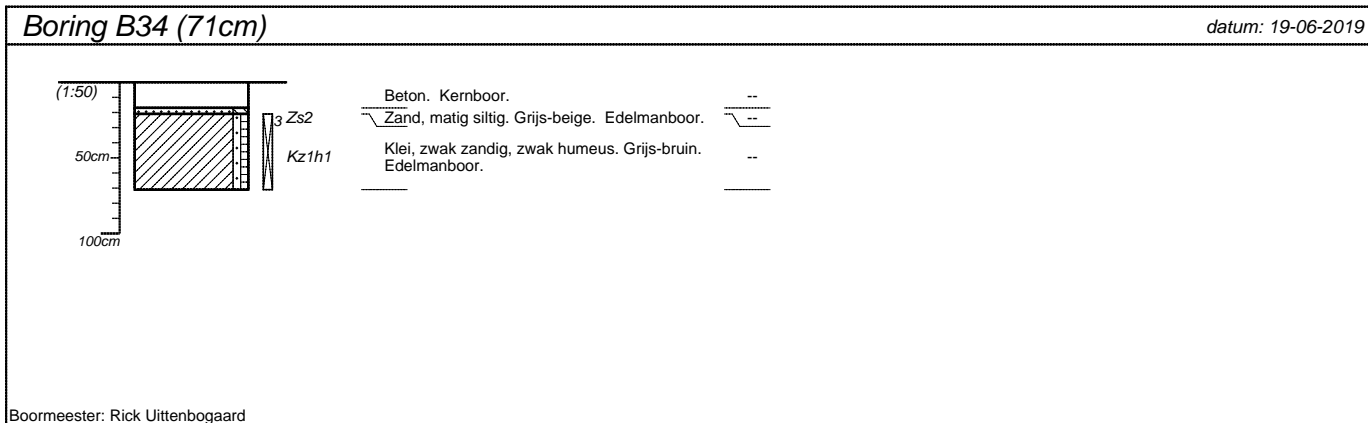 Boring B34 (71cm)
datum: 19-06-2019
(1:50)
Beton. Kernboor.
--
3 Zs2
Zand, matig siltig. Grijs-beige. Edelmanboor.
--
50cm
Kz1h1
Klei, zwak zandig, zwak humeus. Grijs-bruin.
Edelmanboor.
--
100cm
Boormeester: Rick Uittenbogaard